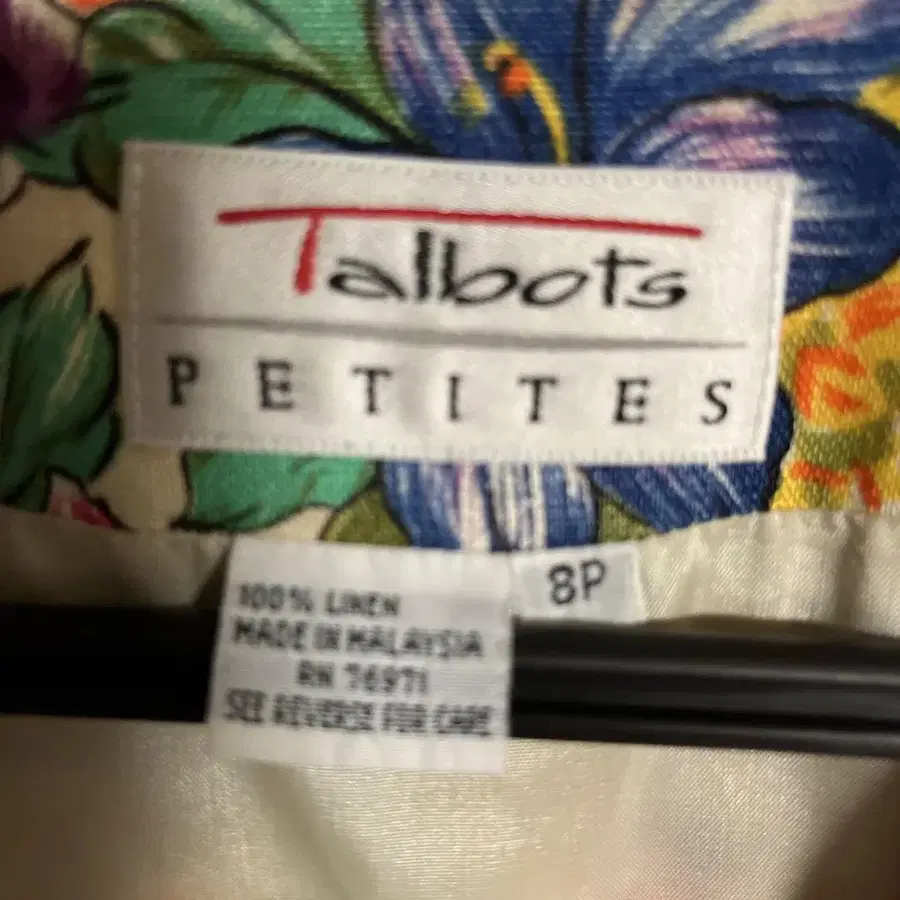 Talbots
PETITES
8P
100% LINEN
MADE IN MALAYSIA
RN 76971
SEE REVERSE FOR CARE